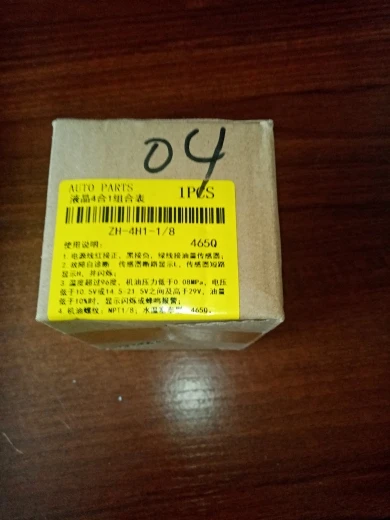 04
AUTO PARTS
液晶4合1组合表
1PCS
ZH-4H1-1/8
使用说明:
465Q
1. 电源线红接正, 黑接负, 绿线接油量传感器;
2. 故障自诊断 传感器断路显示L, 传感器短路
显示H, 并闪烁;
3. 温度超过96度, 机油压力低于0.08MPa, 电压
低于10.5V或14.5-21.5V之间及高于29V, 油量
低于10%时, 显示闪烁或蜂鸣报警;
4. 机油螺纹: NPT1/8; 水温 465Q